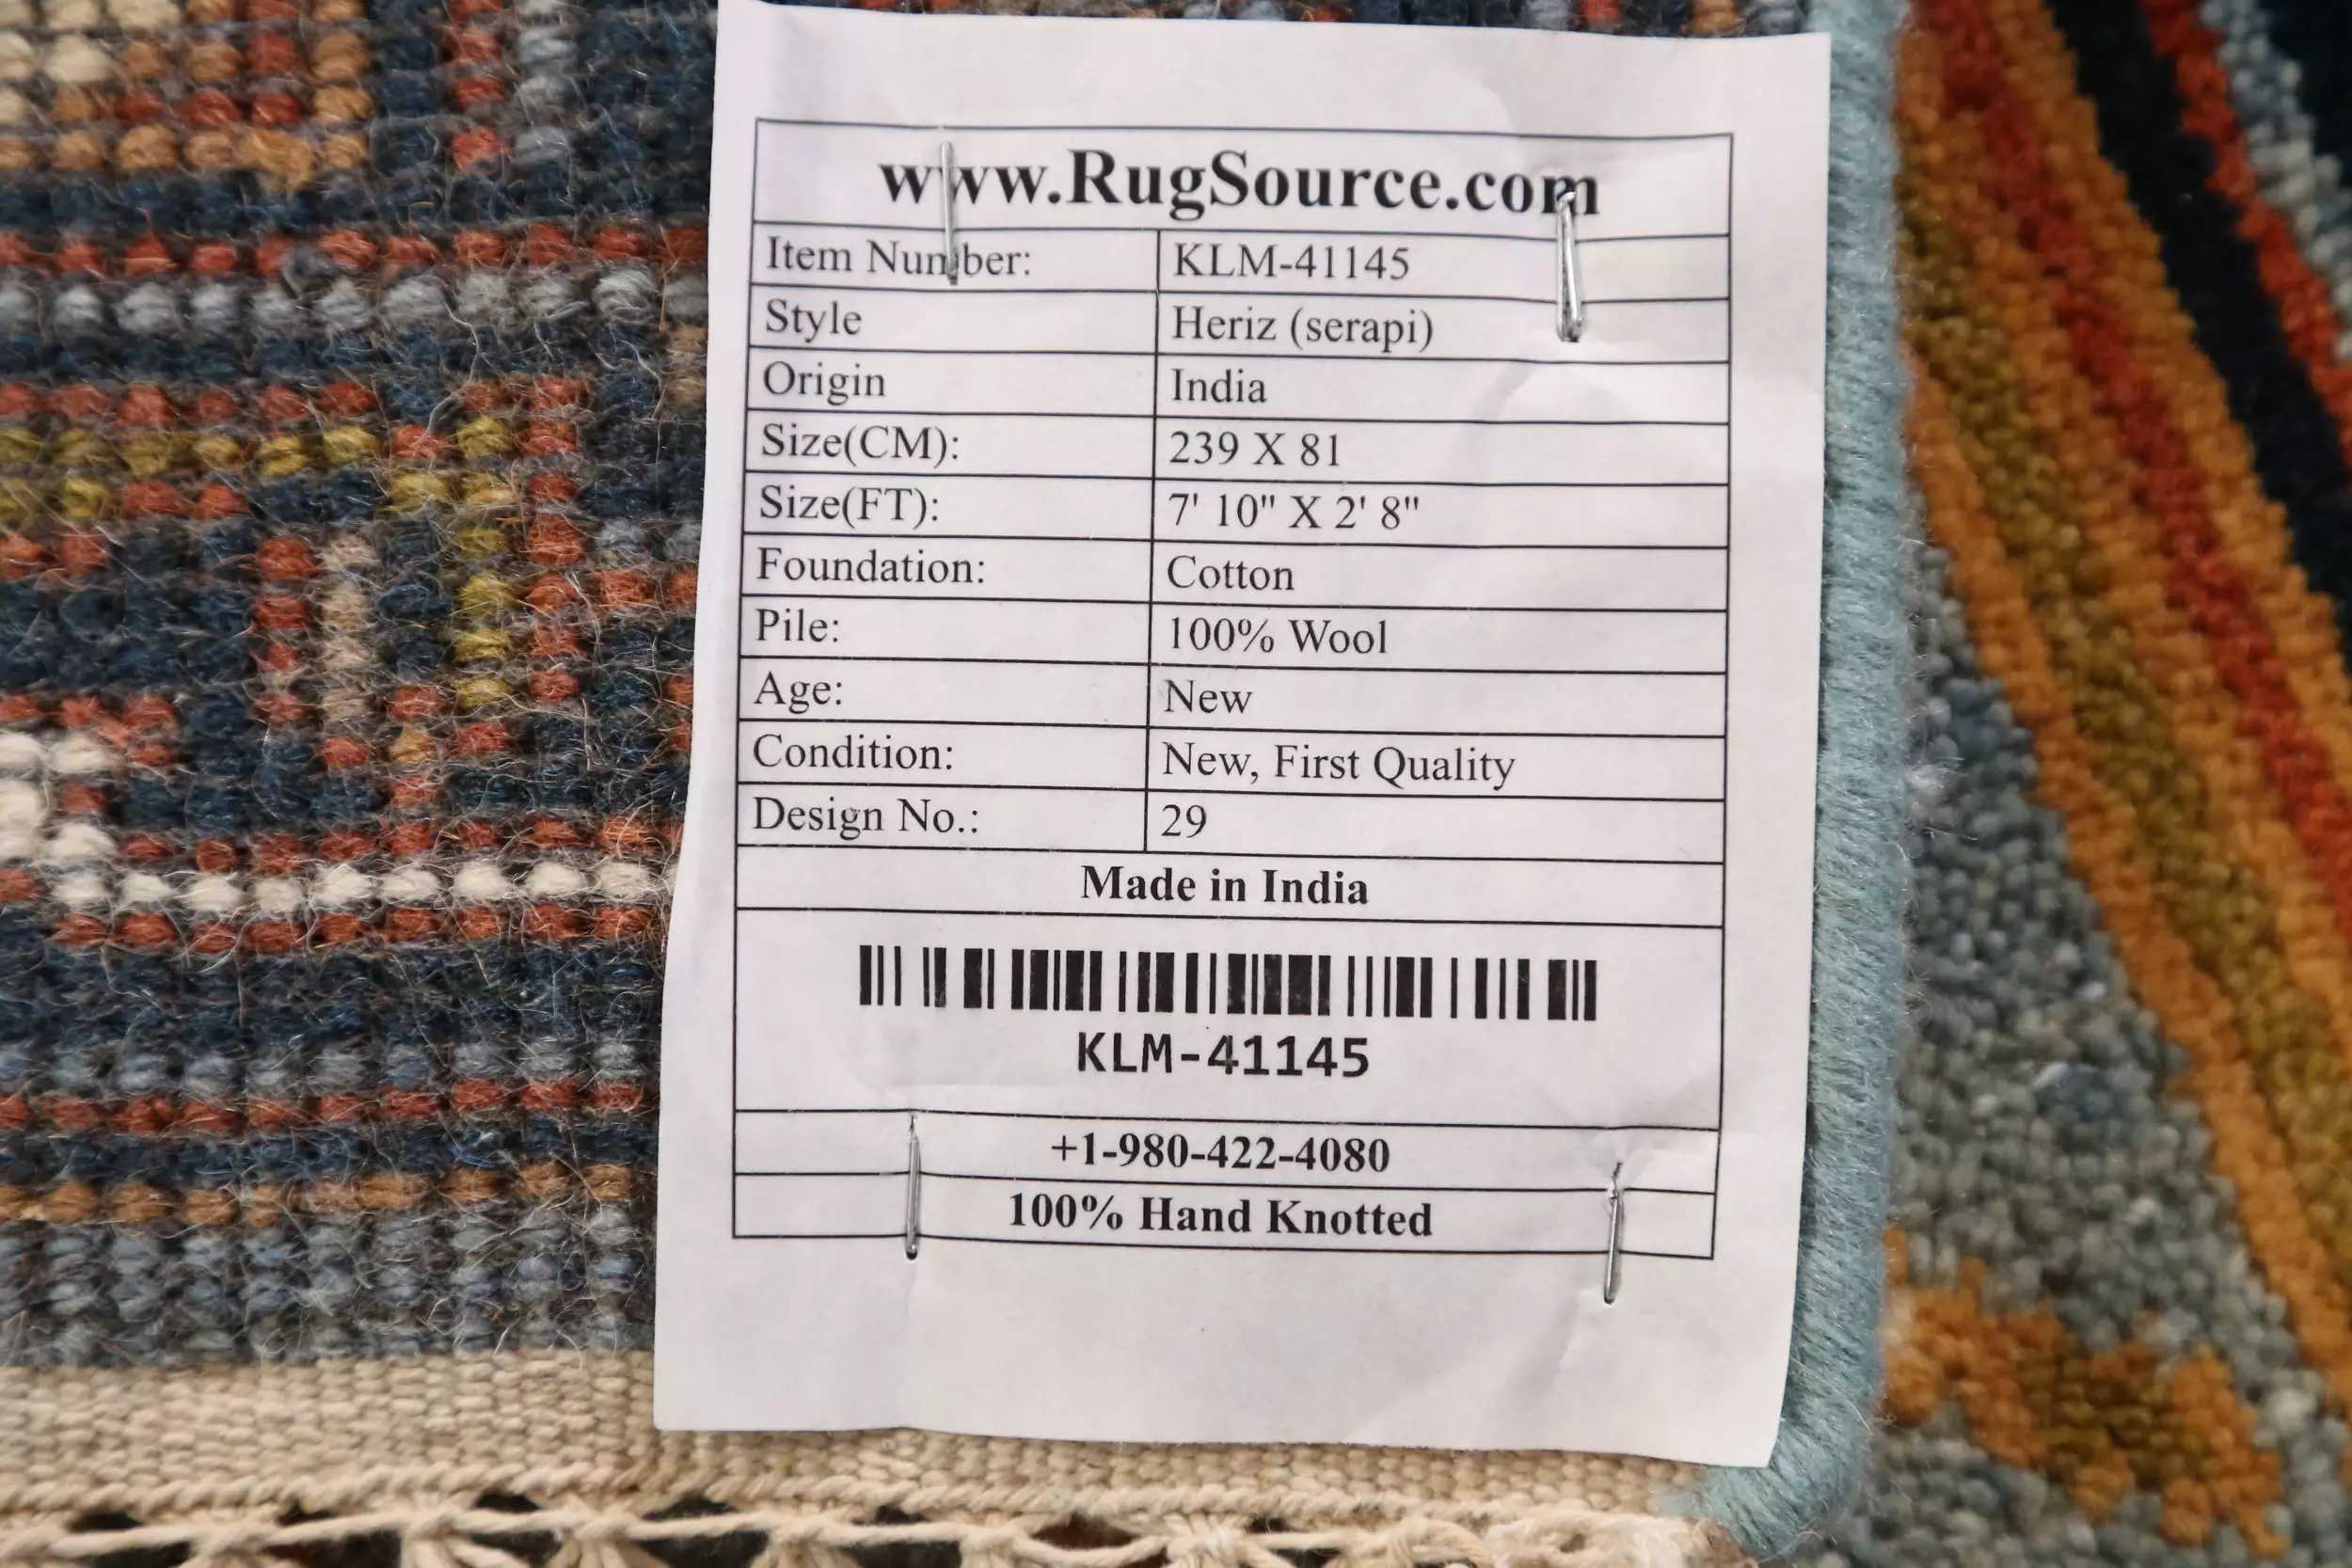 www.RugSource.com
Item Number: KLM-41145
Style Heriz (serapi)
Origin India
Size(CM): 239 X 81
Size(FT): 7' 10" X 2' 8"
Foundation: Cotton
Pile: 100% Wool
Age: New
Condition: New, First Quality
Design No.: 29
Made in India
KLM-41145
+1-980-422-4080
100% Hand Knotted